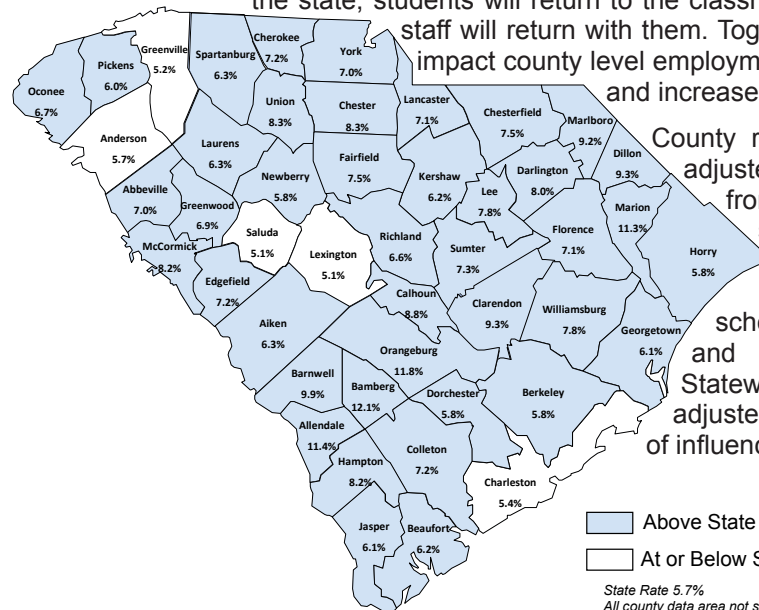 the state, students will return to the
staff will return with them.
impact county level
and increase
County
adjuste
fro
scho
and
Statew
adjuste
of influenc
Oconee
6.7%
Pickens
6.0%
Greenville
5.2%
Spartanburg
6.3%
Cherokee
7.2%
York
7.0%
Anderson
5.7%
Laurens
6.3%
Union
8.3%
Chester
8.3%
Lancaster
7.1%
Chesterfield
7.5%
Marlboro
9.2%
Dillon
9.3%
Abbeville
7.0%
Greenwood
6.9%
Newberry
5.8%
Fairfield
7.5%
Kershaw
6.2%
Lee
7.8%
Darlington
8.0%
Marion
11.3%
McCormick
8.2%
Saluda
5.1%
Lexington
5.1%
Richland
6.6%
Sumter
7.3%
Florence
7.1%
Horry
5.8%
Edgefield
7.2%
Aiken
6.3%
Calhoun
8.8%
Clarendon
9.3%
Williamsburg
7.8%
Georgetown
6.1%
Orangeburg
11.8%
Barnwell
9.9%
Bamberg
12.1%
Dorchester
5.8%
Berkeley
5.8%
Allendale
11.4%
Hampton
8.2%
Colleton
7.2%
Charleston
5.4%
Jasper
6.1%
Beaufort
6.2%
Above State
At or Below S
State Rate 5.7%
All county data area not s